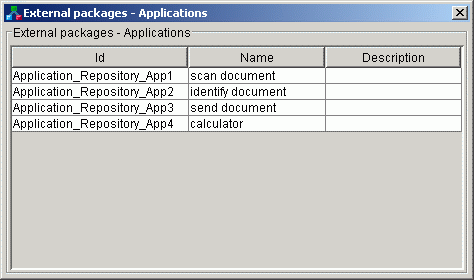 External packages - Applications
External packages - Applications
Id Name Description
Application_Repository_App1 scan document
Application_Repository_App2 identify document
Application_Repository_App3 send document
Application_Repository_App4 calculator